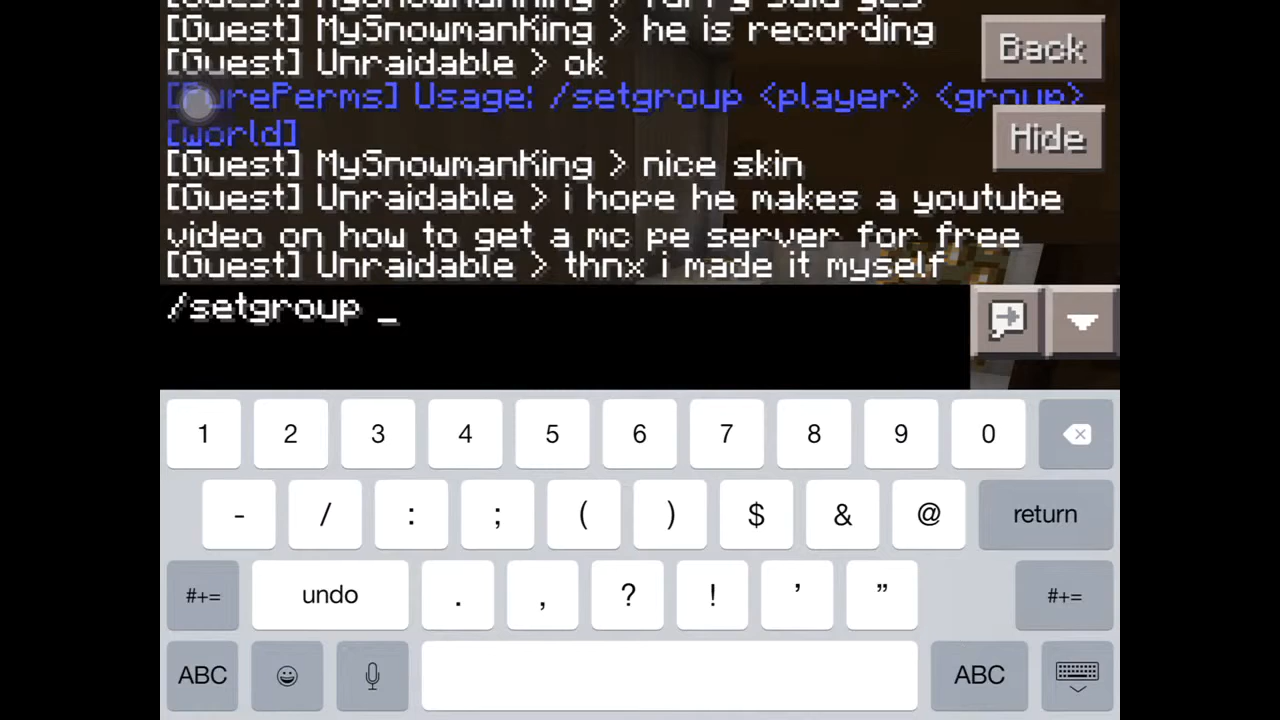 [Guest] MySnowmanKing > he is recording
[Guest] Unraidable > ok
[PurePerms] Usage: /setgroup <player> <group>
[world]
[Guest] MySnowmanKing > nice skin
[Guest] Unraidable > i hope he makes a youtube
video on how to get a mc pe server for free
[Guest] Unraidable > thnx i made it myself
Back
Hide
/setgroup _
1 2 3 4 5 6 7 8 9 0
- / : ; ( ) $ & @ return
#+= undo . , ? ! ’ ” #+=
ABC ABC